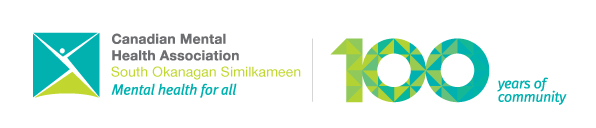 Canadian Mental
Health Association
South Okanagan Similkameen
Mental health for all
100
years of
community